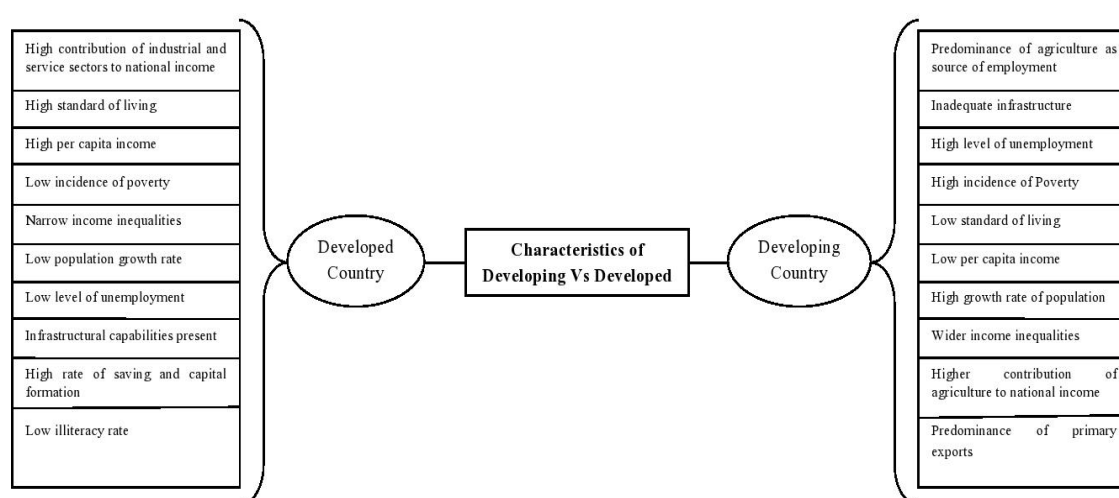 High contribution of industrial and
service sectors to national income
High standard of living
High per capita income
Low incidence of poverty
Narrow income inequalities
Low population growth rate
Low level of unemployment
Infrastructural capabilities present
High rate of saving and capital
formation
Low illiteracy rate
Developed
Country
Characteristics of
Developing Vs Developed
Developing
Country
Predominance of agriculture as
source of employment
Inadequate infrastructure
High level of unemployment
High incidence of Poverty
Low standard of living
Low per capita income
High growth rate of population
Wider income inequalities
Higher contribution of
agriculture to national income
Predominance of primary
exports